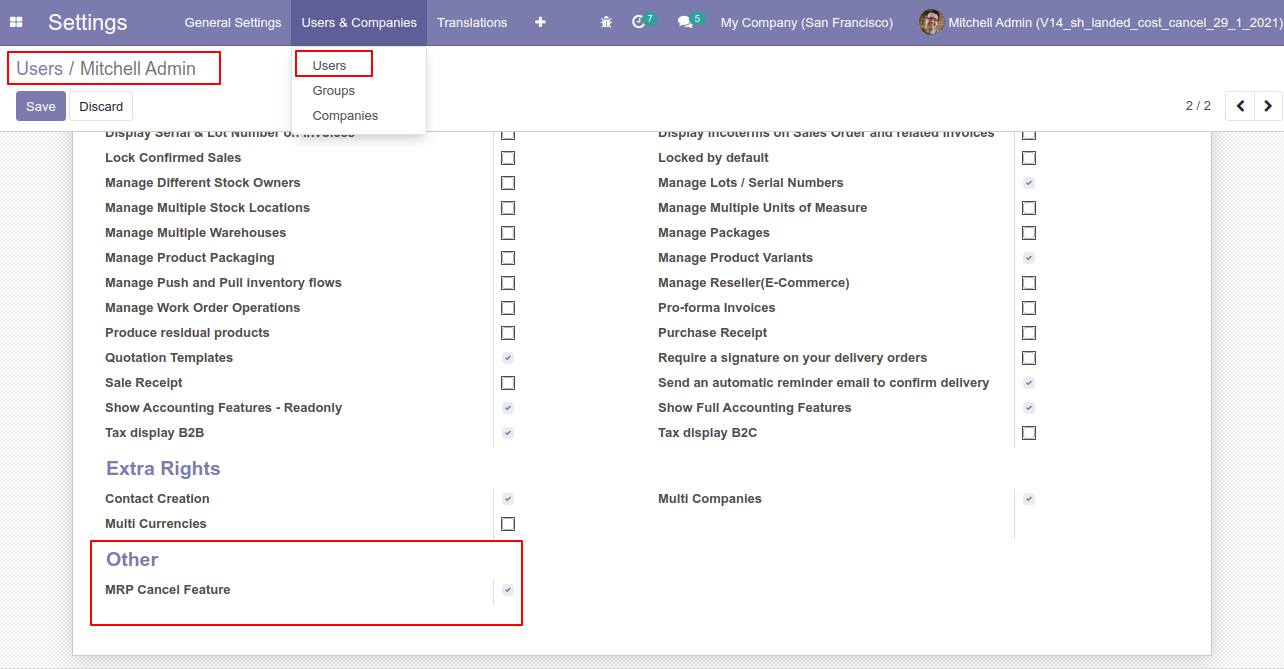 Settings General Settings Users & Companies Translations + 7 5 My Company (San Francisco) Mitchell Admin (V14_sh_landed_cost_cancel_29_1_2021)
Users / Mitchell Admin
Users
Groups
Companies
Save Discard
2 / 2
Display Serial & Lot Number on Invoices Display Incoterms on Sales Order and related invoices
Lock Confirmed Sales Locked by default
Manage Different Stock Owners Manage Lots / Serial Numbers
Manage Multiple Stock Locations Manage Multiple Units of Measure
Manage Multiple Warehouses Manage Packages
Manage Product Packaging Manage Product Variants
Manage Push and Pull inventory flows Manage Reseller(E-Commerce)
Manage Work Order Operations Pro-forma Invoices
Produce residual products Purchase Receipt
Quotation Templates Require a signature on your delivery orders
Sale Receipt Send an automatic reminder email to confirm delivery
Show Accounting Features - Readonly Show Full Accounting Features
Tax display B2B Tax display B2C
Extra Rights
Contact Creation Multi Companies
Multi Currencies
Other
MRP Cancel Feature